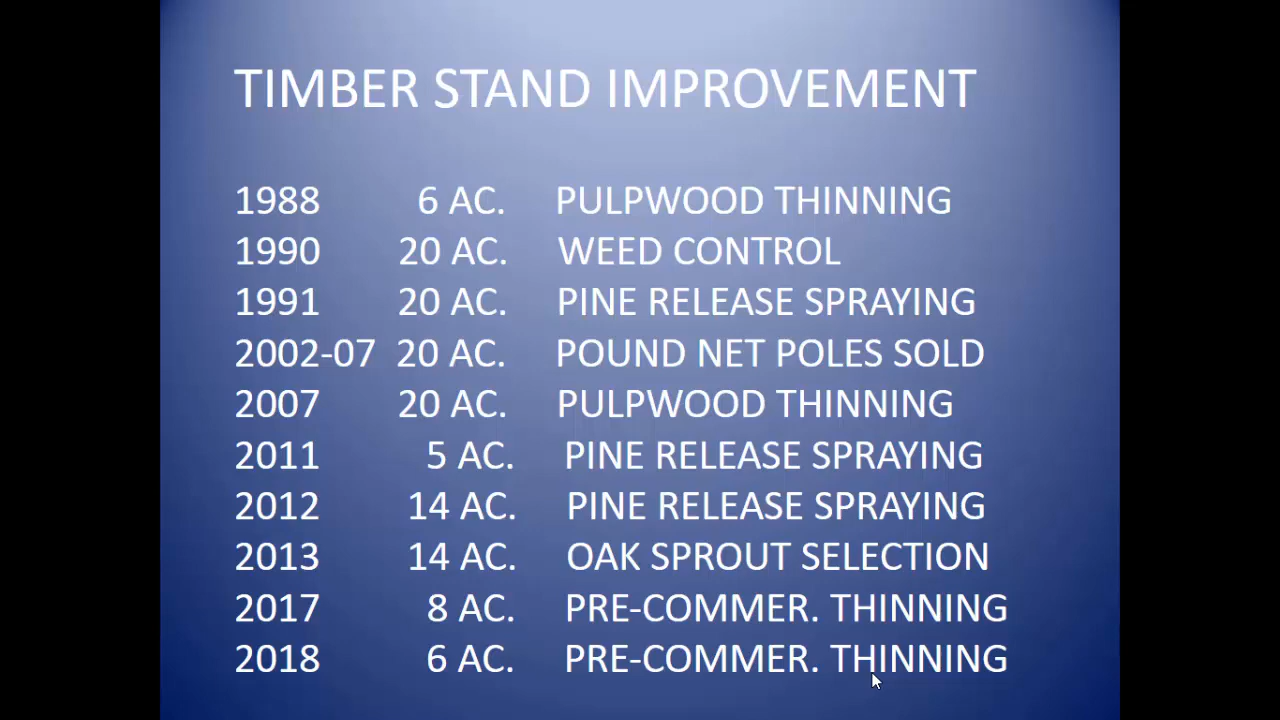 TIMBER STAND IMPROVEMENT
1988 6 AC. PULPWOOD THINNING
1990 20 AC. WEED CONTROL
1991 20 AC. PINE RELEASE SPRAYING
2002-07 20 AC. POUND NET POLES SOLD
2007 20 AC. PULPWOOD THINNING
2011 5 AC. PINE RELEASE SPRAYING
2012 14 AC. PINE RELEASE SPRAYING
2013 14 AC. OAK SPROUT SELECTION
2017 8 AC. PRE-COMMER. THINNING
2018 6 AC. PRE-COMMER. THINNING